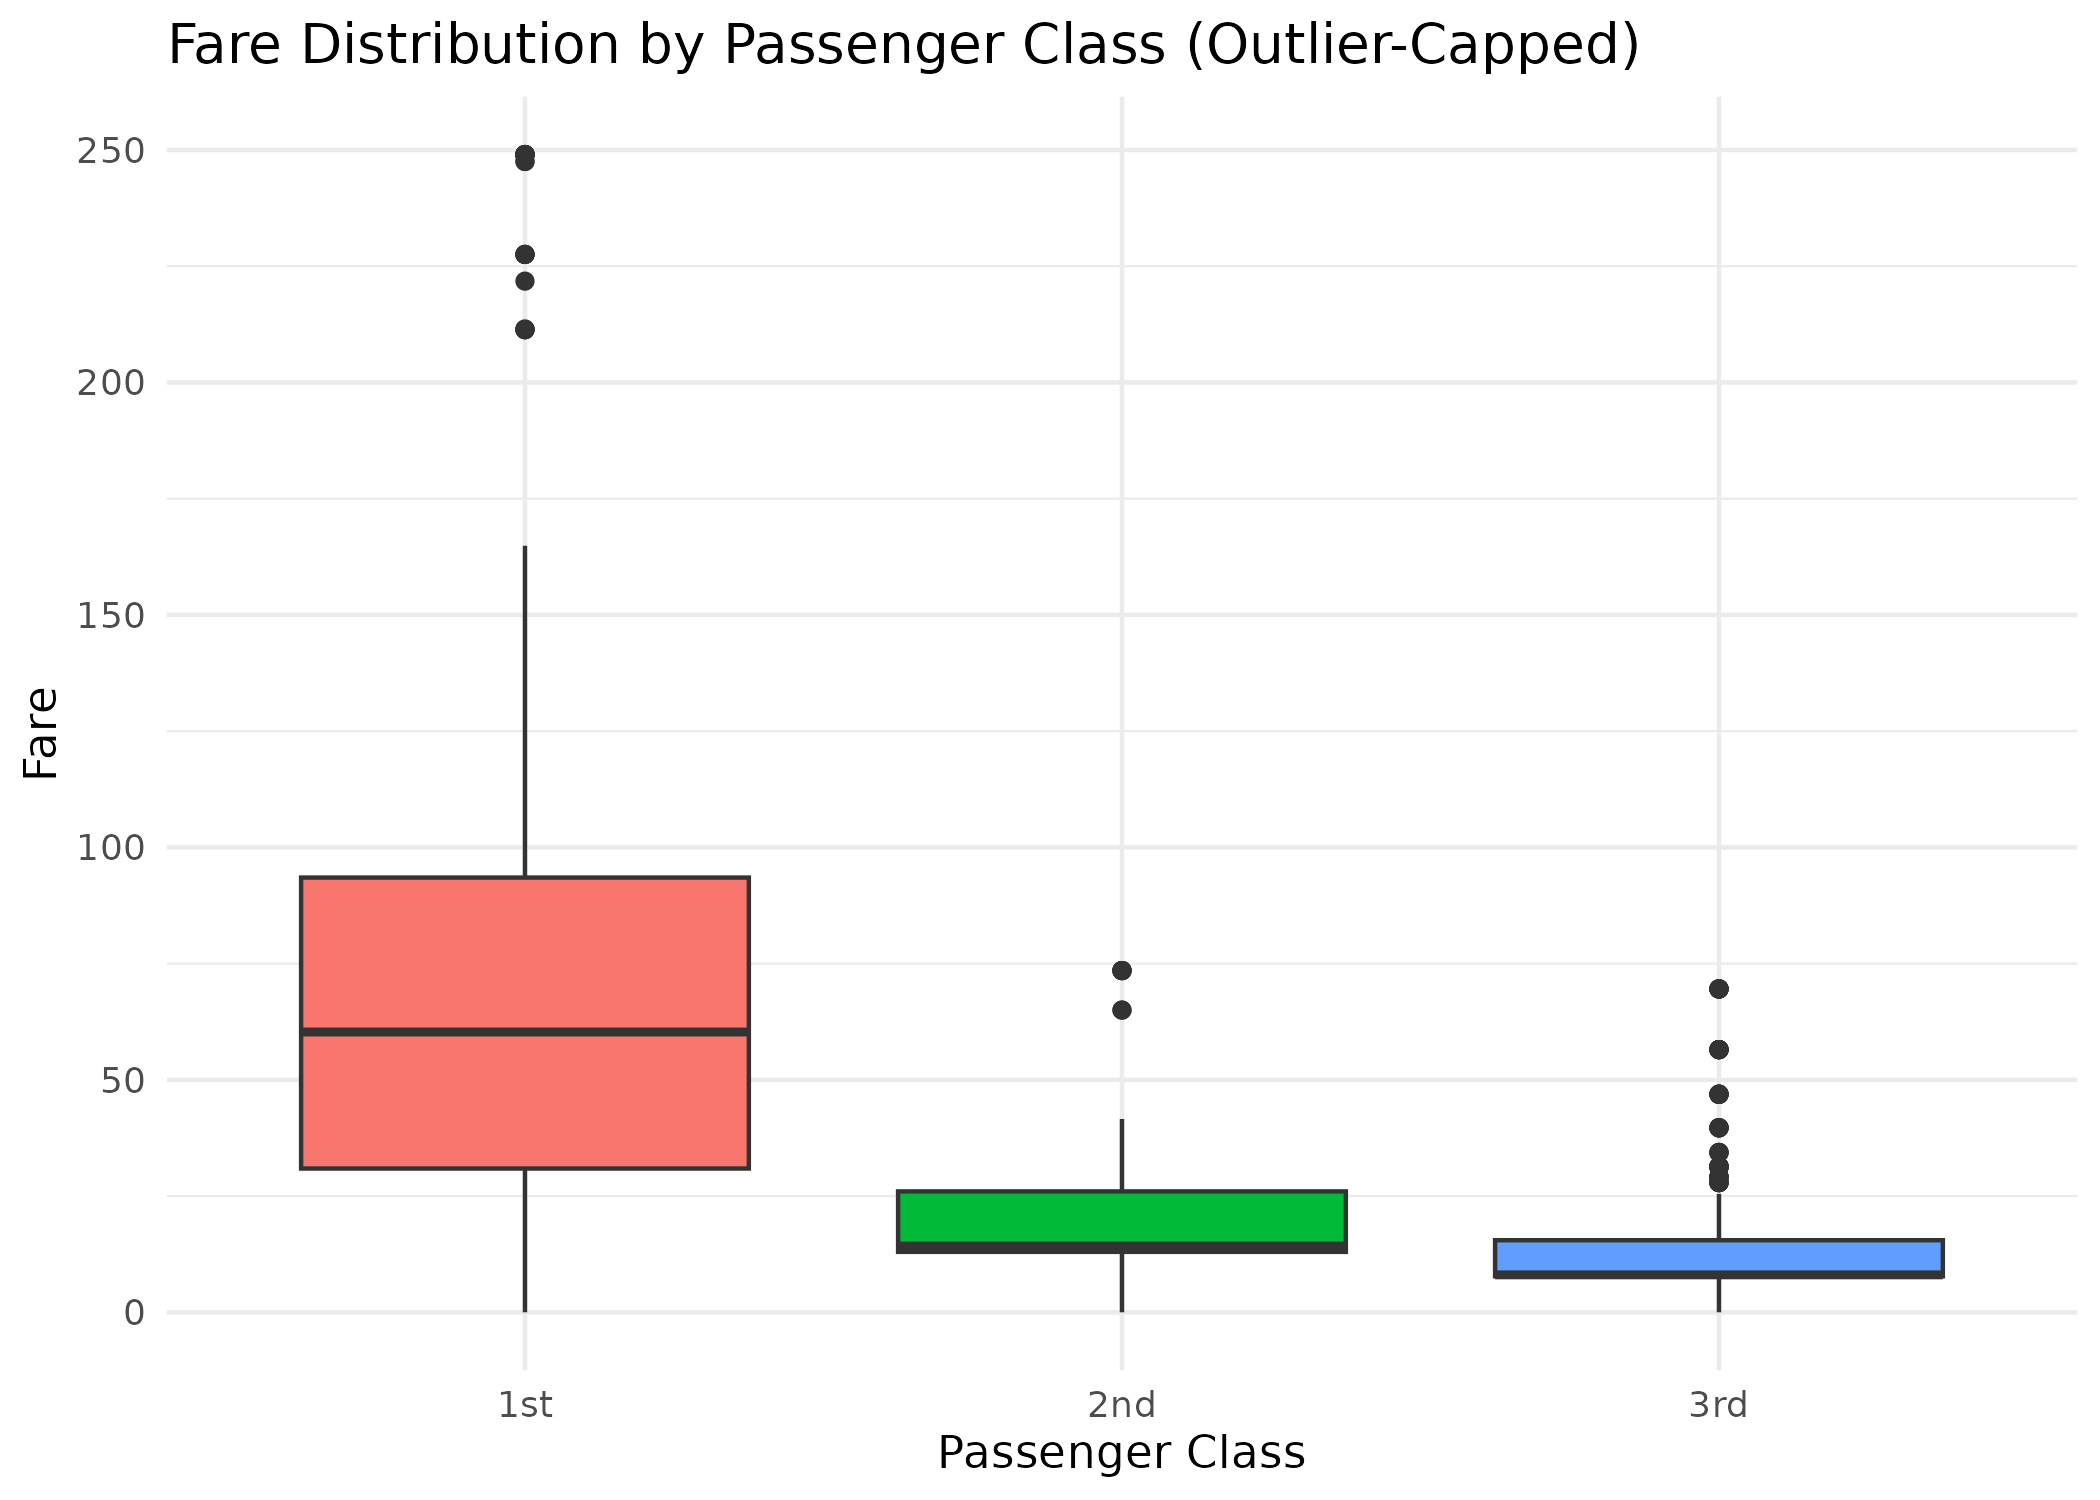 Fare Distribution by Passenger Class (Outlier-Capped)
250
200
150
100
50
0
Fare
1st 2nd 3rd
Passenger Class